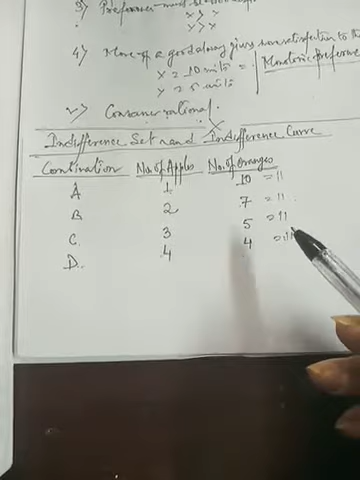 3)
x > y
y > x
4) More of a good always gives more satisfaction to the
x = 10 units = Monotonic Preference
y = 5 units
5) Consumer rational.
Indifference Set and Indifference Curve
Combination No. of Apples No. of oranges
A 1 10 = 11
B 2 7 = 11
C. 3 5 = 11
D. 4 4 = 11